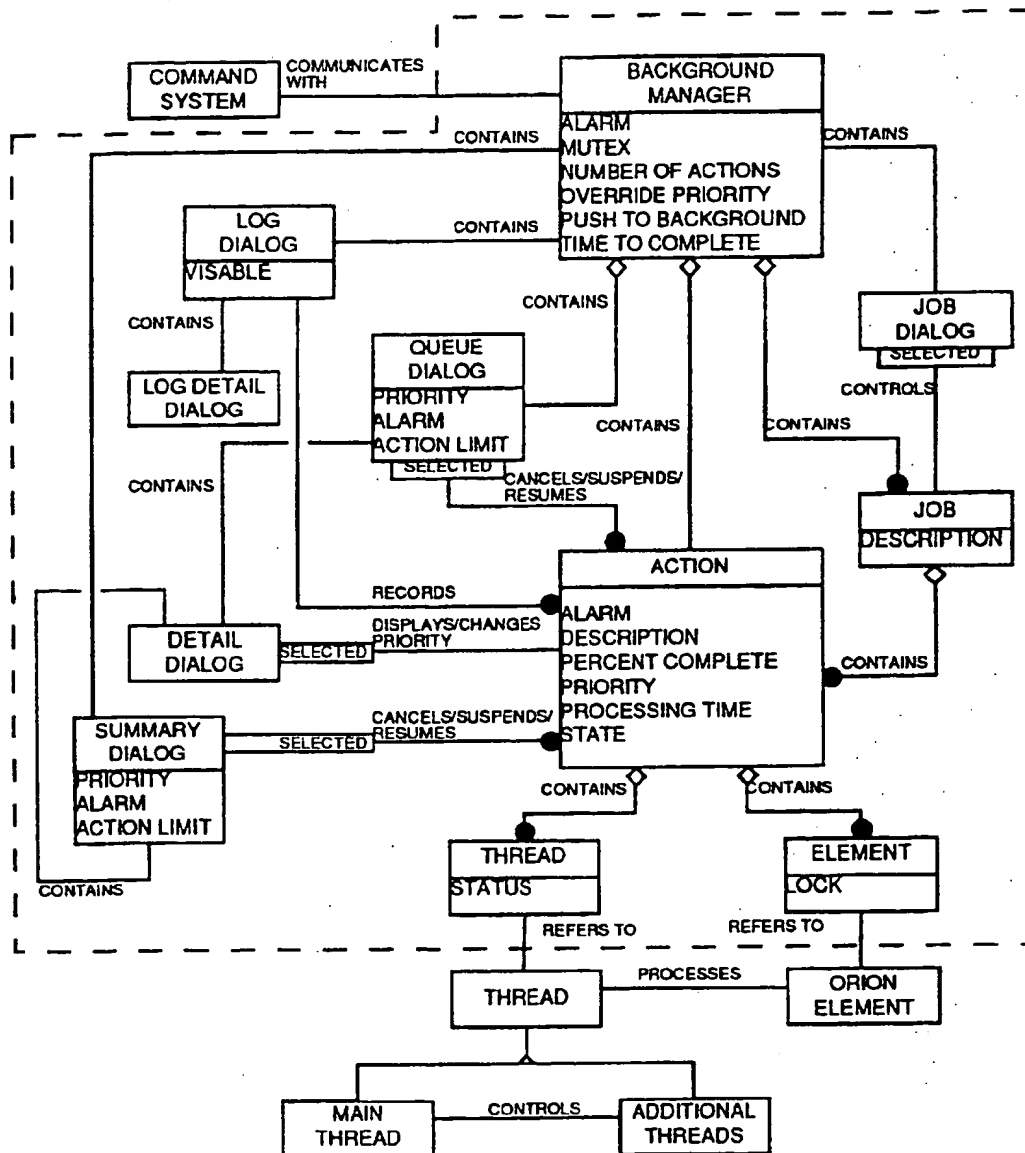 COMMAND
SYSTEM
COMMUNICATES
WITH
BACKGROUND
MANAGER
ALARM
MUTEX
NUMBER OF ACTIONS
OVERRIDE PRIORITY
PUSH TO BACKGROUND
TIME TO COMPLETE
CONTAINS
CONTAINS
LOG
DIALOG
VISABLE
CONTAINS
CONTAINS
CONTAINS
LOG DETAIL
DIALOG
QUEUE
DIALOG
PRIORITY
ALARM
ACTION LIMIT
SELECTED
JOB
DIALOG
SELECTED
CONTROLS
CONTAINS
CONTAINS
CONTAINS
CANCELS/SUSPENDS/
RESUMES
JOB
DESCRIPTION
ACTION
ALARM
DESCRIPTION
PERCENT COMPLETE
PRIORITY
PROCESSING TIME
STATE
RECORDS
DETAIL
DIALOG
SELECTED
DISPLAYS/CHANGES
PRIORITY
CONTAINS
SUMMARY
DIALOG
PRIORITY
ALARM
ACTION LIMIT
SELECTED
CANCELS/SUSPENDS/
RESUMES
CONTAINS
CONTAINS
CONTAINS
THREAD
STATUS
ELEMENT
LOCK
REFERS TO
REFERS TO
THREAD
PROCESSES
ORION
ELEMENT
MAIN
THREAD
CONTROLS
ADDITIONAL
THREADS